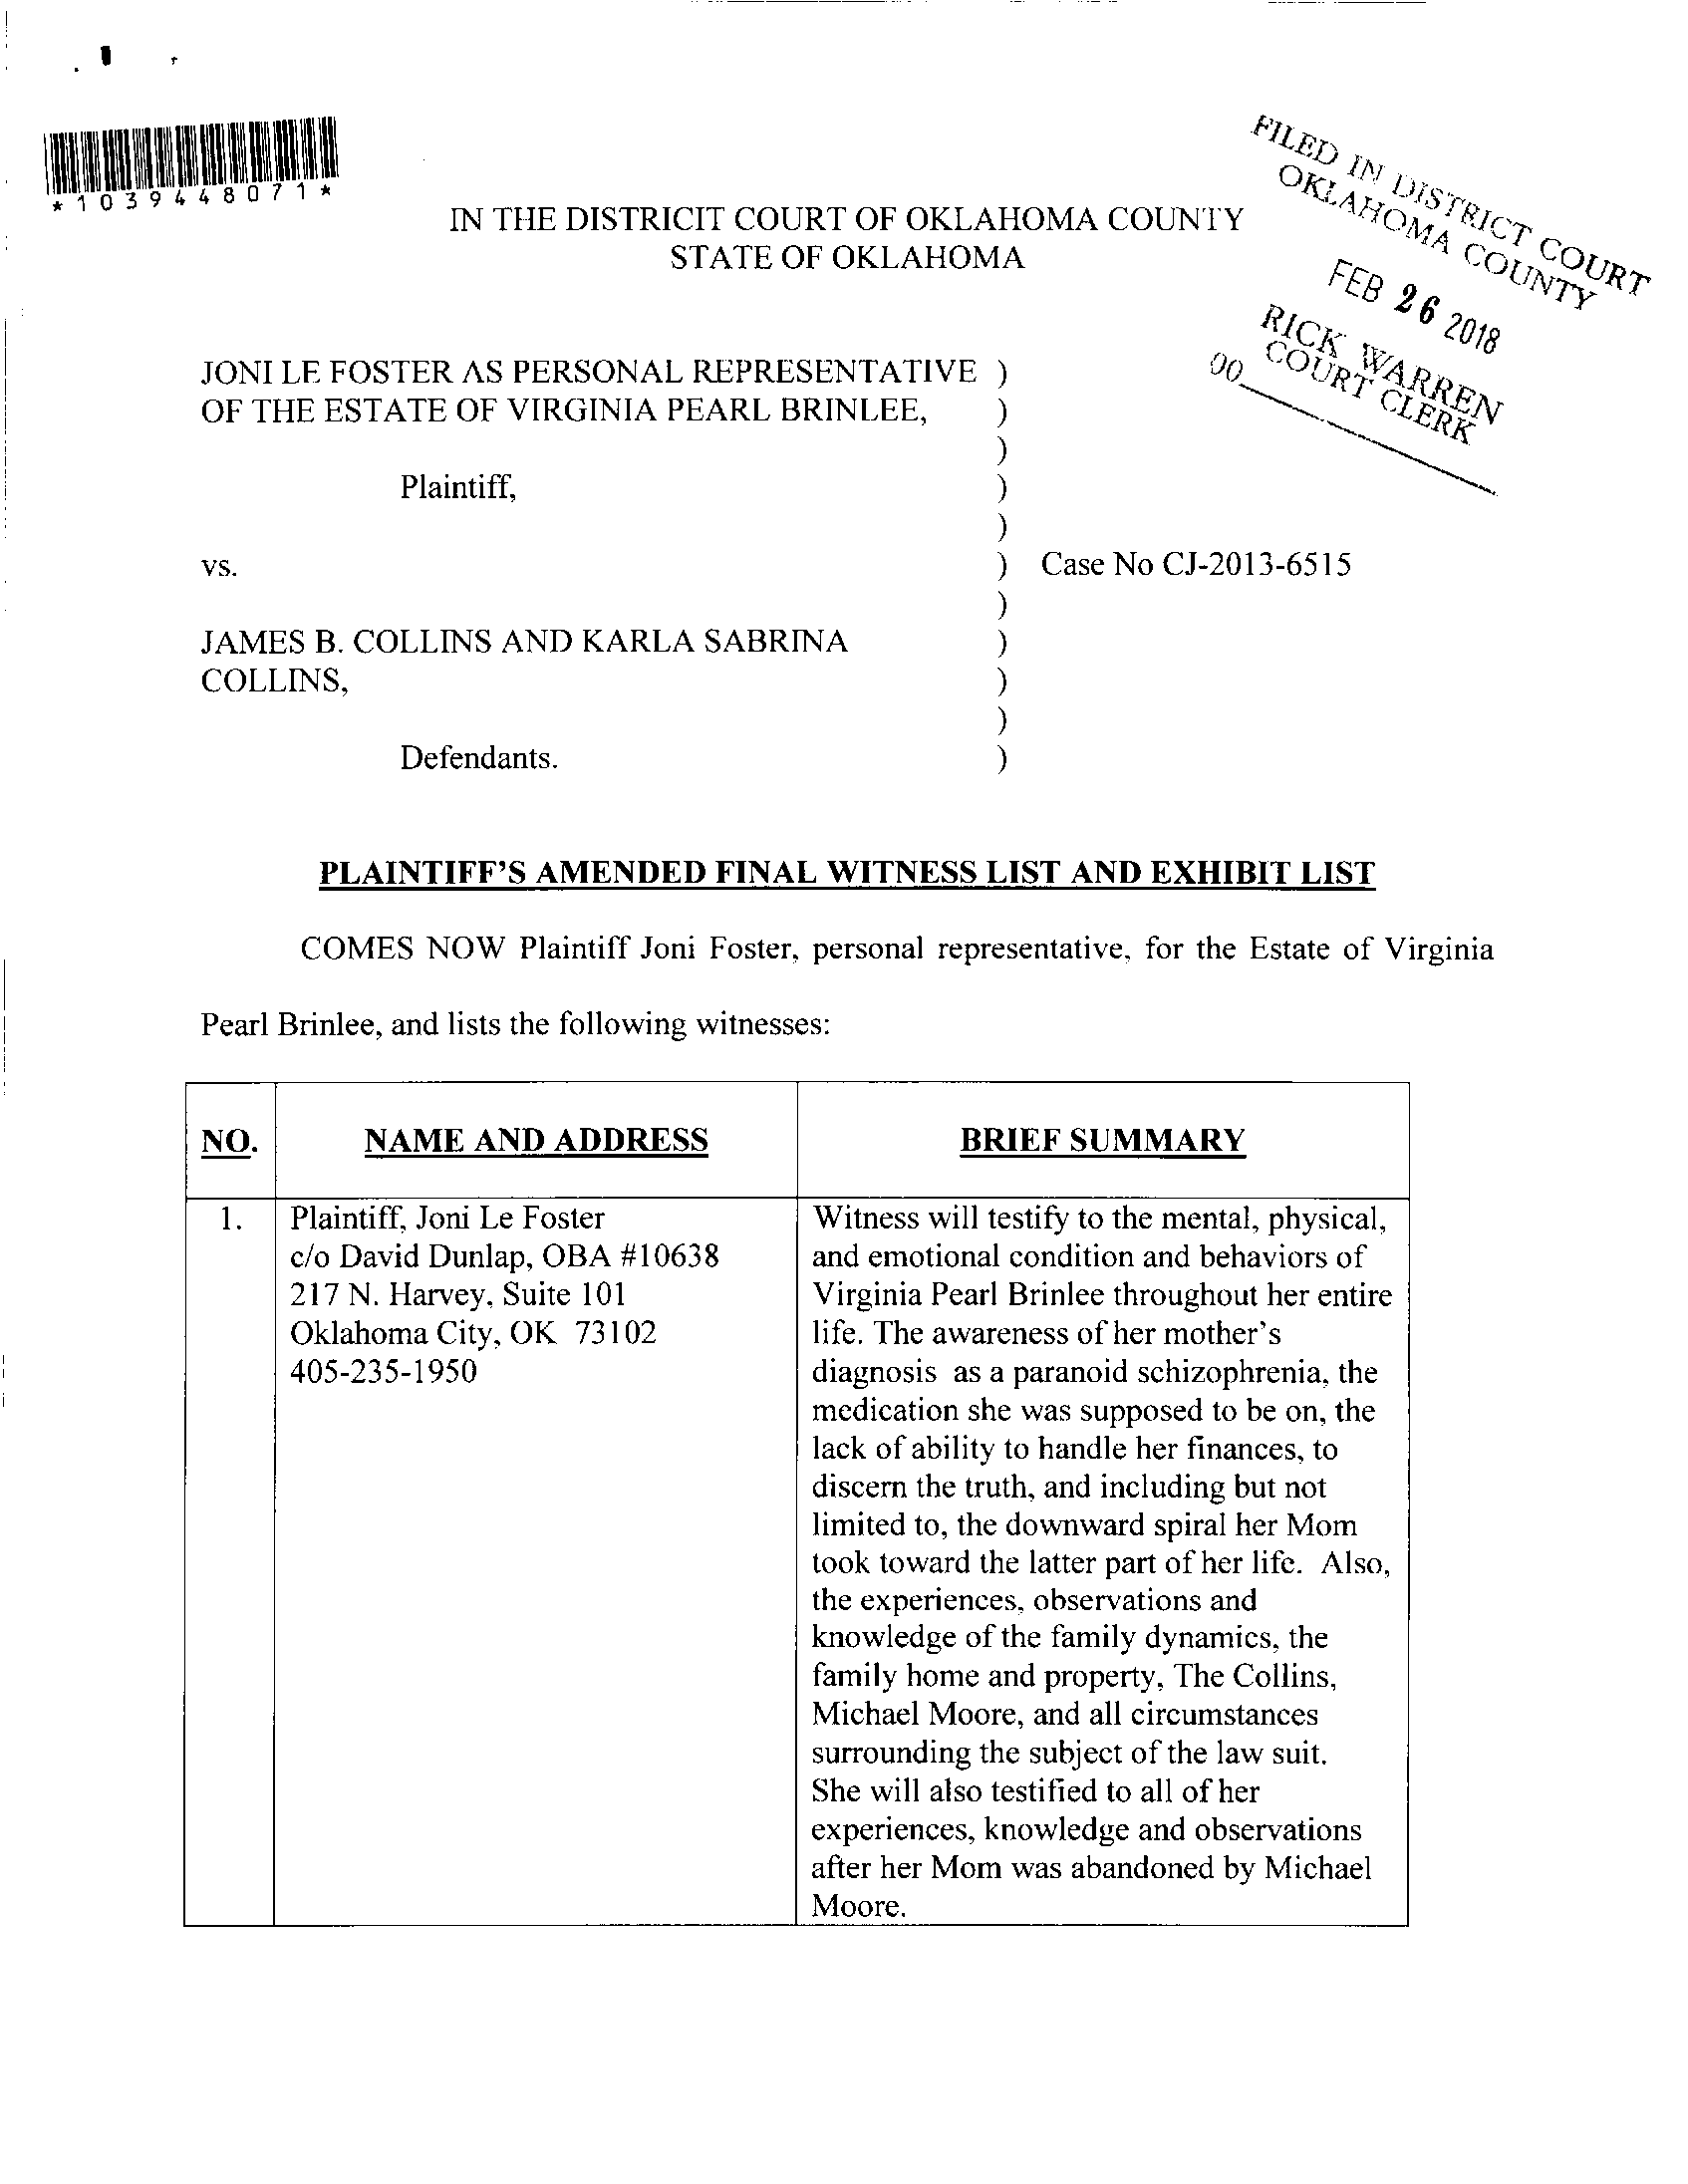 *1039448071*
FILED IN DISTRICT COURT
OKLAHOMA COUNTY
FEB 26 2018
RICK WARREN
COURT CLERK
00
IN THE DISTRICIT COURT OF OKLAHOMA COUNTY
STATE OF OKLAHOMA
JONI LE FOSTER AS PERSONAL REPRESENTATIVE )
OF THE ESTATE OF VIRGINIA PEARL BRINLEE, )
)
Plaintiff, )
)
vs. ) Case No CJ-2013-6515
)
JAMES B. COLLINS AND KARLA SABRINA )
COLLINS, )
)
Defendants. )
PLAINTIFF'S AMENDED FINAL WITNESS LIST AND EXHIBIT LIST
COMES NOW Plaintiff Joni Foster, personal representative, for the Estate of Virginia
Pearl Brinlee, and lists the following witnesses:
NO. NAME AND ADDRESS BRIEF SUMMARY
1.
Plaintiff, Joni Le Foster
c/o David Dunlap, OBA #10638
217 N. Harvey, Suite 101
Oklahoma City, OK 73102
405-235-1950
Witness will testify to the mental, physical,
and emotional condition and behaviors of
Virginia Pearl Brinlee throughout her entire
life. The awareness of her mother's
diagnosis as a paranoid schizophrenia, the
medication she was supposed to be on, the
lack of ability to handle her finances, to
discern the truth, and including but not
limited to, the downward spiral her Mom
took toward the latter part of her life. Also,
the experiences, observations and
knowledge of the family dynamics, the
family home and property, The Collins,
Michael Moore, and all circumstances
surrounding the subject of the law suit.
She will also testified to all of her
experiences, knowledge and observations
after her Mom was abandoned by Michael
Moore.